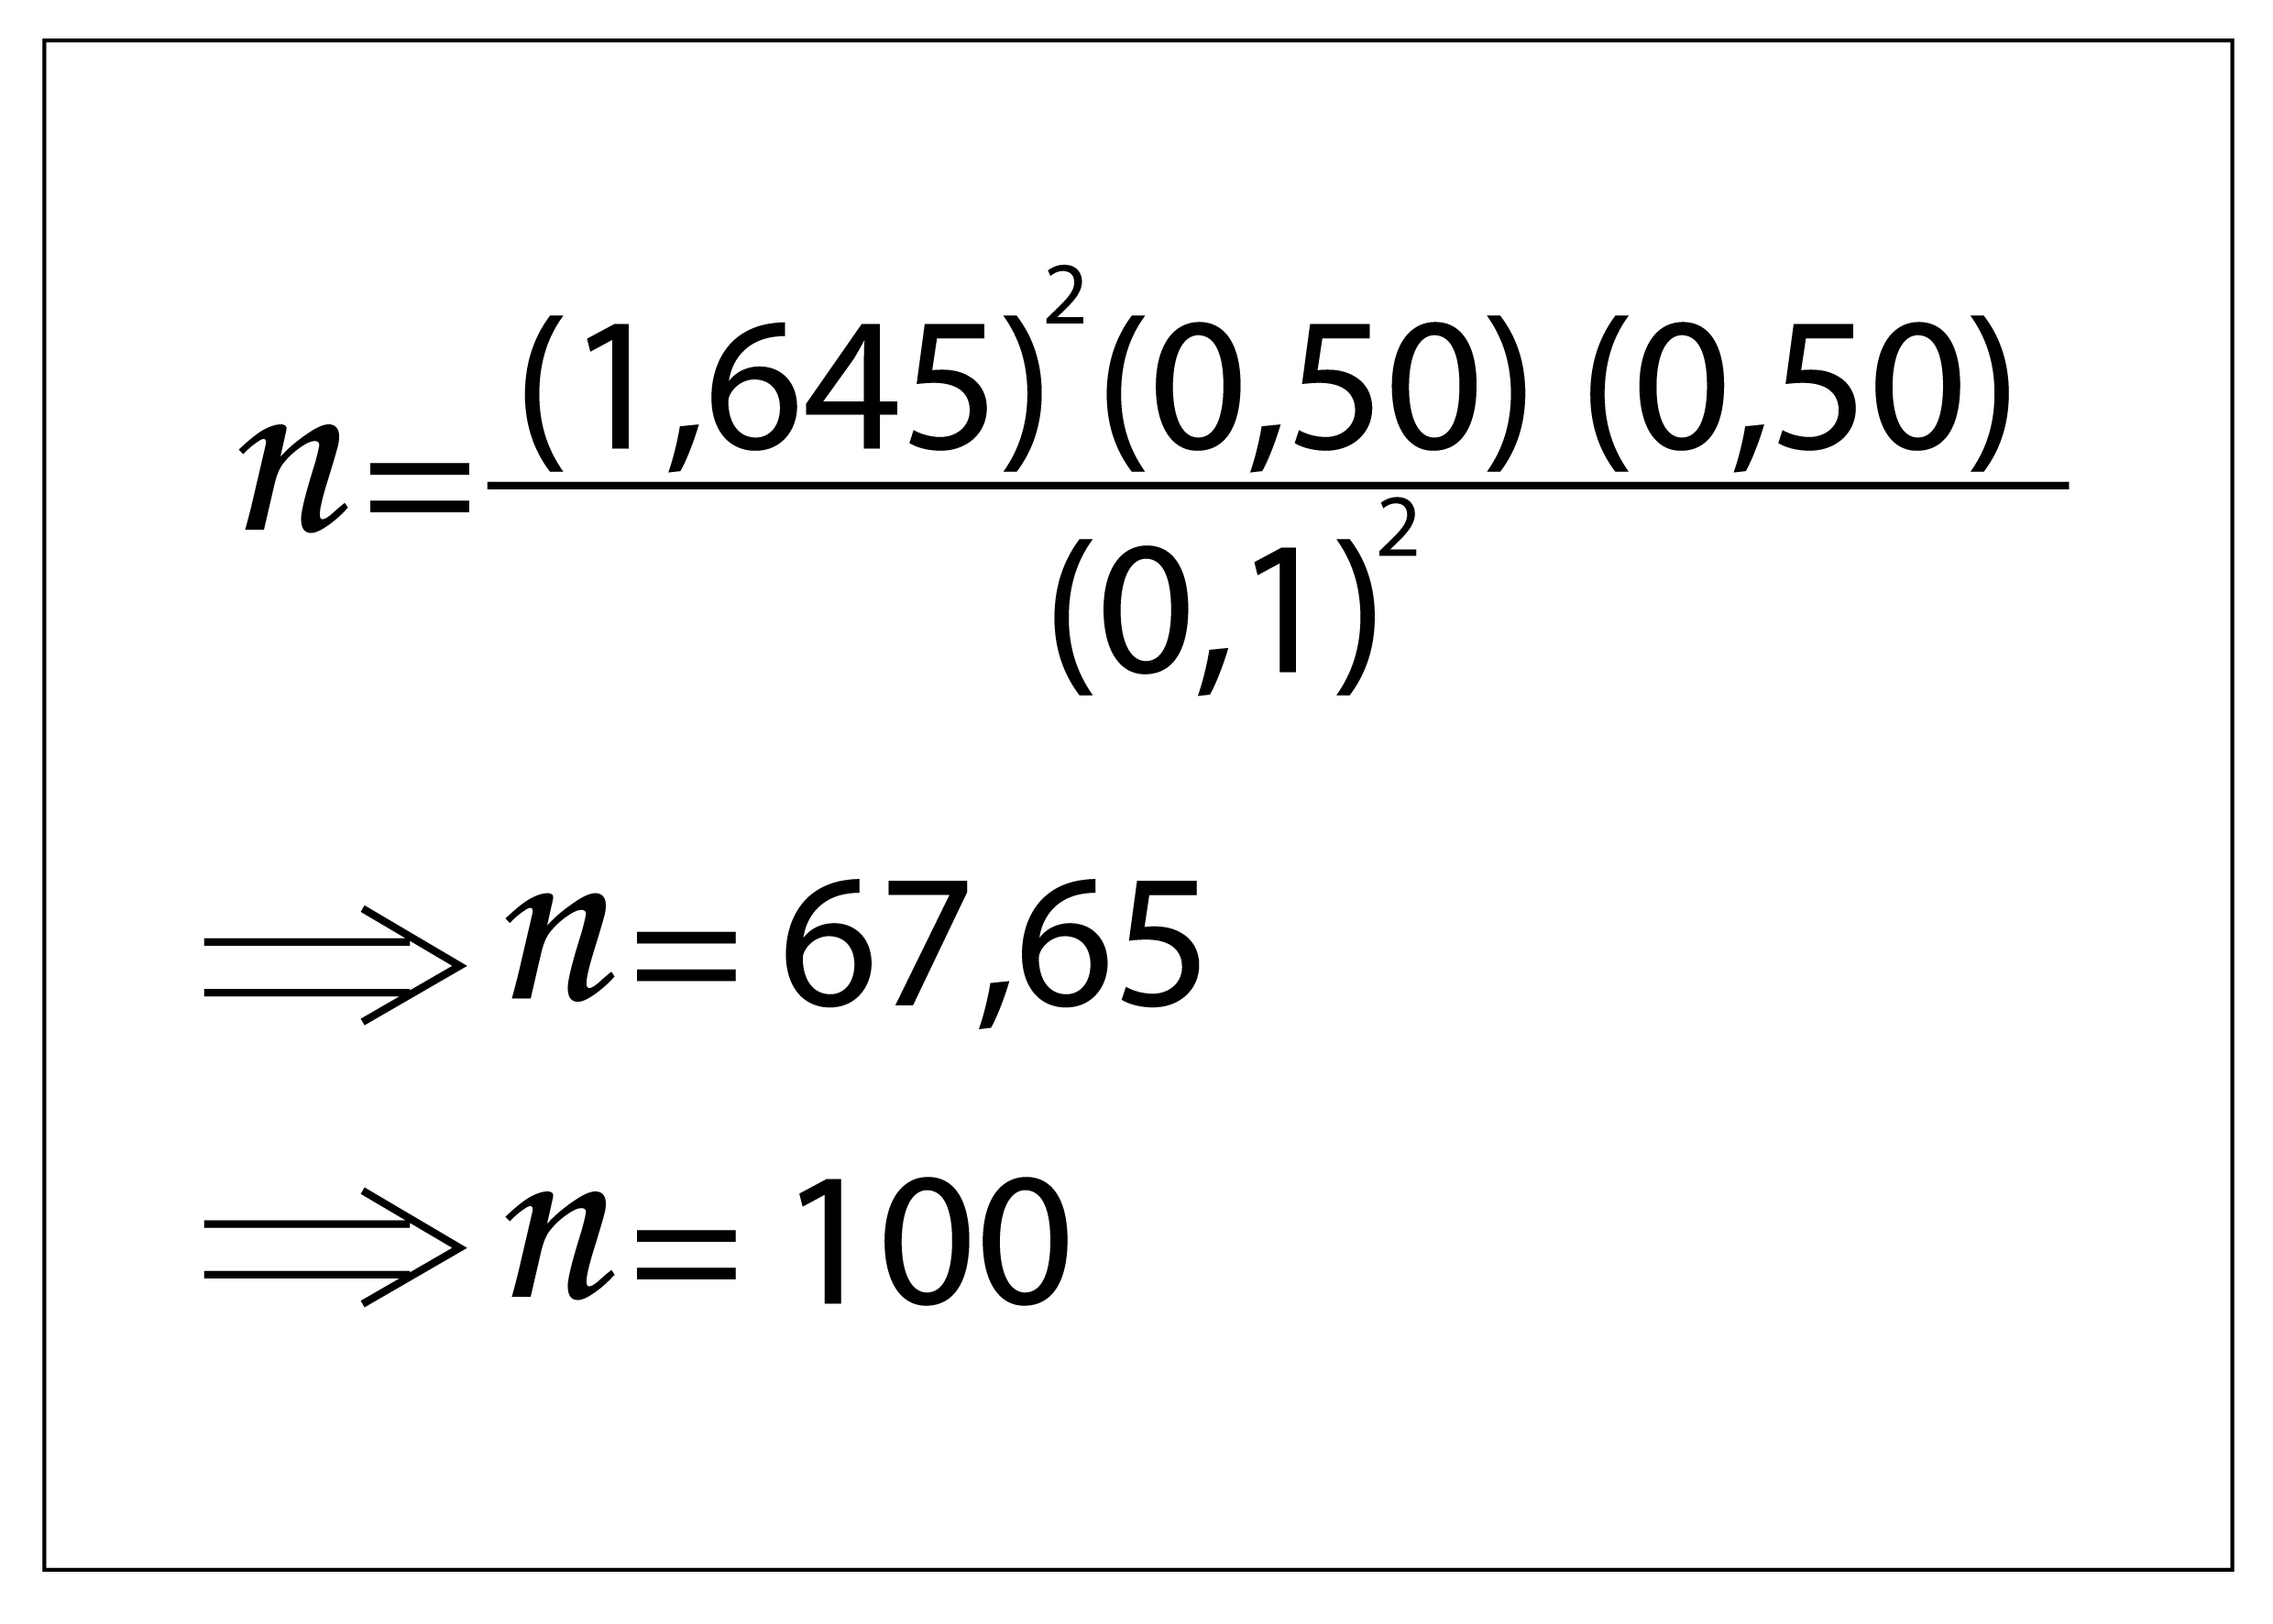 n= (1,645)² (0,50) (0,50)
(0,1)²
⇒ n= 67,65
⇒ n= 100